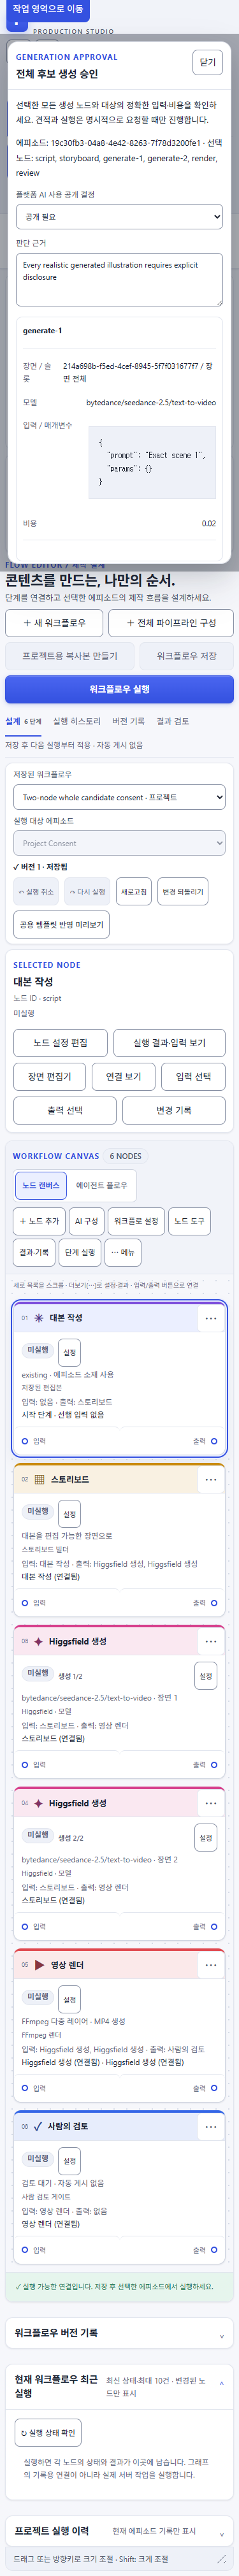 작업 영역으로 이동
PRODUCTION STUDIO
GENERATION APPROVAL
전체 후보 생성 승인
닫기
선택한 모든 생성 노드와 대상의 정확한 입력·비용을 확인하
세요. 견적과 실행은 명시적으로 요청할 때만 진행합니다.
에피소드: 19c30fb3-04a8-4e42-8263-7f78d3200fe1 · 선택
노드: script, storyboard, generate-1, generate-2, render,
review
플랫폼 AI 사용 공개 결정
공개 필요
판단 근거
Every realistic generated illustration requires explicit
disclosure
generate-1
장면 / 슬롯
214a698b-f5ed-4cef-8945-5f7f031677f7 / 장
면 전체
모델
bytedance/seedance-2.5/text-to-video
입력 / 매개변수
{
"prompt": "Exact scene 1",
"params": {}
}
비용
0.02
FLOW EDITOR / 제작 설계
콘텐츠를 만드는, 나만의 순서.
단계를 연결하고 선택한 에피소드의 제작 흐름을 설계하세요.
+ 새 워크플로우
+ 전체 파이프라인 구성
프로젝트용 복사본 만들기
워크플로우 저장
워크플로우 실행
설계 6 단계
실행 히스토리
버전 기록
결과 검토
저장 후 다음 실행부터 적용 · 자동 게시 없음
저장된 워크플로우
Two-node whole candidate consent · 프로젝트
실행 대상 에피소드
Project Consent
✓ 버전 1 · 저장됨
↶ 실행 취소
↷ 다시 실행
새로고침
변경 되돌리기
공용 템플릿 반영 미리보기
SELECTED NODE
대본 작성
노드 ID · script
미실행
노드 설정 편집
실행 결과·입력 보기
장면 편집기
연결 보기
입력 선택
출력 선택
변경 기록
WORKFLOW CANVAS
6 NODES
노드 캔버스
에이전트 플로우
+ 노드 추가
AI 구성
워크플로 설정
노드 도구
결과·기록
단계 실행
··· 메뉴
세로 목록을 스크롤 · 더보기(···)로 설정·결과 · 입력/출력 버튼으로 연결
01
대본 작성
···
미실행
설정
existing · 에피소드 소재 사용
저장된 편집본
입력: 없음 · 출력: 스토리보드
시작 단계 · 선행 입력 없음
입력
출력
02
스토리보드
···
미실행
설정
대본을 편집 가능한 장면으로
스토리보드 빌더
입력: 대본 작성 · 출력: Higgsfield 생성, Higgsfield 생성
대본 작성 (연결됨)
입력
출력
03
Higgsfield 생성
···
미실행
생성 1/2
설정
bytedance/seedance-2.5/text-to-video · 장면 1
Higgsfield · 모델
입력: 스토리보드 · 출력: 영상 렌더
스토리보드 (연결됨)
입력
출력
04
Higgsfield 생성
···
미실행
생성 2/2
설정
bytedance/seedance-2.5/text-to-video · 장면 2
Higgsfield · 모델
입력: 스토리보드 · 출력: 영상 렌더
스토리보드 (연결됨)
입력
출력
05
영상 렌더
···
미실행
설정
FFmpeg 다중 레이어 · MP4 생성
FFmpeg 렌더
입력: Higgsfield 생성, Higgsfield 생성 · 출력: 사람의 검토
Higgsfield 생성 (연결됨) · Higgsfield 생성 (연결됨)
입력
출력
06
사람의 검토
···
미실행
설정
검토 대기 · 자동 게시 없음
사람 검토 게이트
입력: 영상 렌더 · 출력: 없음
영상 렌더 (연결됨)
입력
출력
✓ 실행 가능한 연결입니다. 저장 후 선택한 에피소드에서 실행하세요.
워크플로우 버전 기록
현재 워크플로우 최근
실행
최신 상태·최대 10건 · 변경된 노
드만 표시
↻ 실행 상태 확인
실행하면 각 노드의 상태와 결과가 이곳에 남습니다. 그래프
의 기록용 연결이 아니라 실제 서버 작업을 실행합니다.
프로젝트 실행 이력
현재 에피소드 기록만 표시
드래그 또는 방향키로 크기 조절 · Shift: 크게 조절